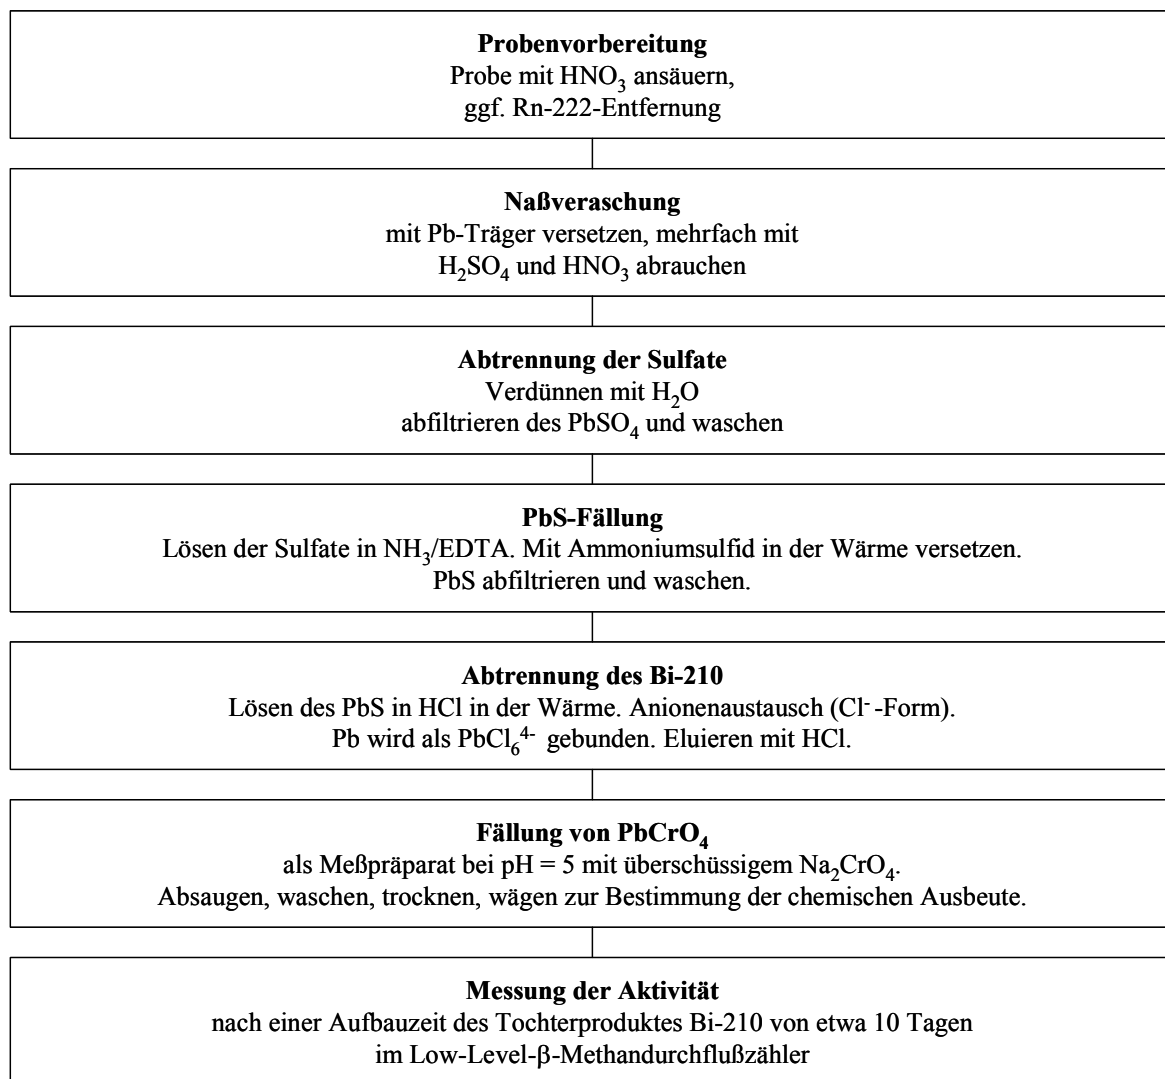 Probenvorbereitung
Probe mit HNO₃ ansäuern,
ggf. Rn-222-Entfernung
Naßveraschung
mit Pb-Träger versetzen, mehrfach mit
H₂SO₄ und HNO₃ abrauchen
Abtrennung der Sulfate
Verdünnen mit H₂O
abfiltrieren des PbSO₄ und waschen
PbS-Fällung
Lösen der Sulfate in NH₃/EDTA. Mit Ammoniumsulfid in der Wärme versetzen.
PbS abfiltrieren und waschen.
Abtrennung des Bi-210
Lösen des PbS in HCl in der Wärme. Anionenaustausch (Cl⁻ -Form).
Pb wird als PbCl₆⁴⁻ gebunden. Eluieren mit HCl.
Fällung von PbCrO₄
als Meßpräparat bei pH = 5 mit überschüssigem Na₂CrO₄.
Absaugen, waschen, trocknen, wägen zur Bestimmung der chemischen Ausbeute.
Messung der Aktivität
nach einer Aufbauzeit des Tochterproduktes Bi-210 von etwa 10 Tagen
im Low-Level-β-Methandurchflußzähler